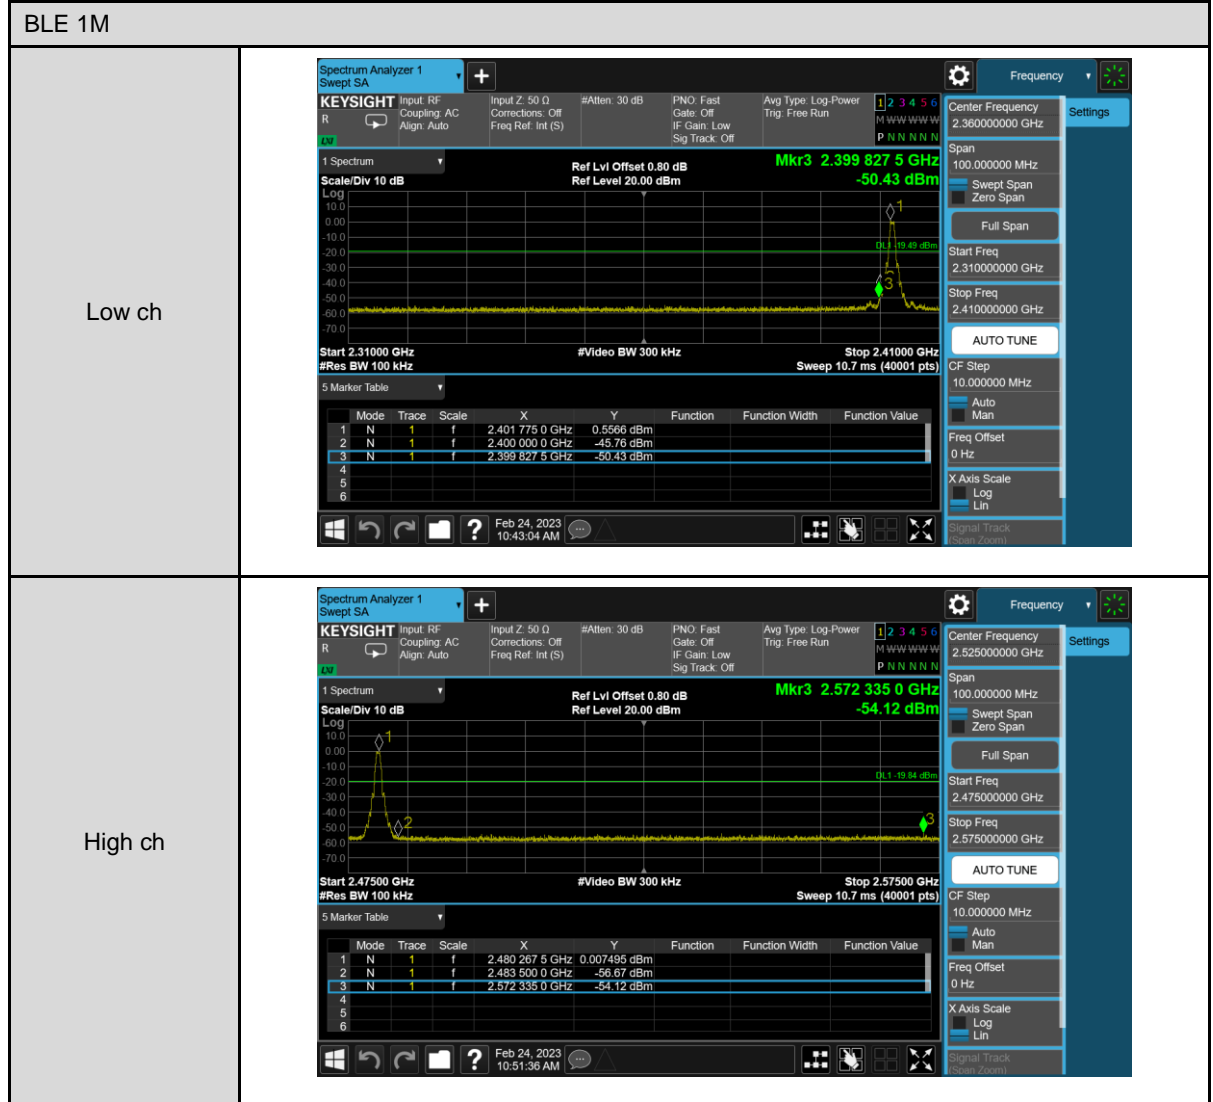 BLE 1M
Low ch
Spectrum Analyzer 1
Swept SA
Frequency
KEYSIGHT
R
LXI
Input: RF
Coupling: AC
Align: Auto
Input Z: 50 Ω
Corrections: Off
Freq Ref: Int (S)
#Atten: 30 dB
PNO: Fast
Gate: Off
IF Gain: Low
Sig Track: Off
Avg Type: Log-Power
Trig: Free Run
1 2 3 4 5 6
M W W W W W
P N N N N N
Center Frequency
2.360000000 GHz
Settings
Span
100.000000 MHz
Swept Span
Zero Span
Full Span
Start Freq
2.310000000 GHz
Stop Freq
2.410000000 GHz
AUTO TUNE
CF Step
10.000000 MHz
Auto
Man
Freq Offset
0 Hz
X Axis Scale
Log
Lin
Signal Track
(Span Zoom)
1 Spectrum
Scale/Div 10 dB
Ref Lvl Offset 0.80 dB
Ref Level 20.00 dBm
Mkr3 2.399 827 5 GHz
-50.43 dBm
Log
10.0
0.00
-10.0
-20.0
-30.0
-40.0
-50.0
-60.0
-70.0
1
DL1 -19.49 dBm
3
Start 2.31000 GHz
#Res BW 100 kHz
#Video BW 300 kHz
Stop 2.41000 GHz
Sweep 10.7 ms (40001 pts)
5 Marker Table
Mode Trace Scale X Y Function Function Width Function Value
1 N 1 f 2.401 775 0 GHz 0.5566 dBm
2 N 1 f 2.400 000 0 GHz -45.76 dBm
3 N 1 f 2.399 827 5 GHz -50.43 dBm
4
5
6
?
Feb 24, 2023
10:43:04 AM
High ch
Spectrum Analyzer 1
Swept SA
Frequency
KEYSIGHT
R
LXI
Input: RF
Coupling: AC
Align: Auto
Input Z: 50 Ω
Corrections: Off
Freq Ref: Int (S)
#Atten: 30 dB
PNO: Fast
Gate: Off
IF Gain: Low
Sig Track: Off
Avg Type: Log-Power
Trig: Free Run
1 2 3 4 5 6
M W W W W W
P N N N N N
Center Frequency
2.525000000 GHz
Settings
Span
100.000000 MHz
Swept Span
Zero Span
Full Span
Start Freq
2.475000000 GHz
Stop Freq
2.575000000 GHz
AUTO TUNE
CF Step
10.000000 MHz
Auto
Man
Freq Offset
0 Hz
X Axis Scale
Log
Lin
Signal Track
(Span Zoom)
1 Spectrum
Scale/Div 10 dB
Ref Lvl Offset 0.80 dB
Ref Level 20.00 dBm
Mkr3 2.572 335 0 GHz
-54.12 dBm
Log
10.0
0.00
-10.0
-20.0
-30.0
-40.0
-50.0
-60.0
-70.0
1
DL1 -19.84 dBm
2
3
Start 2.47500 GHz
#Res BW 100 kHz
#Video BW 300 kHz
Stop 2.57500 GHz
Sweep 10.7 ms (40001 pts)
5 Marker Table
Mode Trace Scale X Y Function Function Width Function Value
1 N 1 f 2.480 267 5 GHz 0.007495 dBm
2 N 1 f 2.483 500 0 GHz -56.67 dBm
3 N 1 f 2.572 335 0 GHz -54.12 dBm
4
5
6
?
Feb 24, 2023
10:51:36 AM